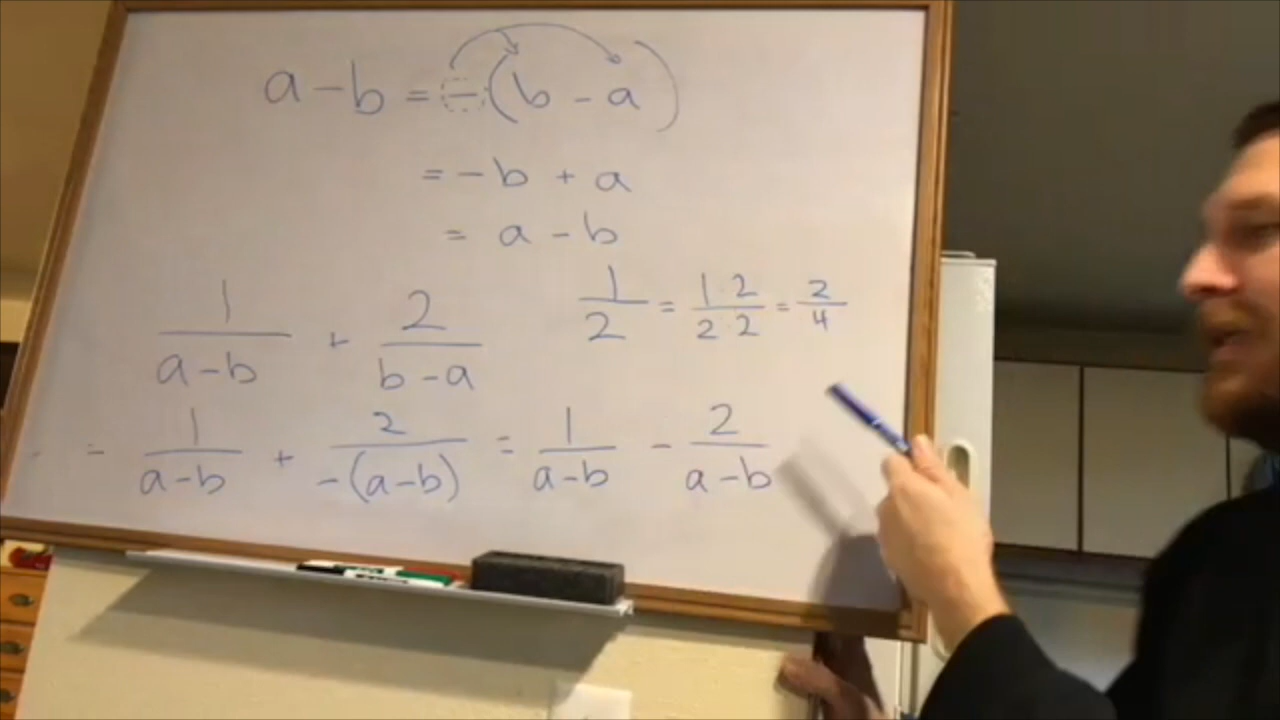 a - b = -(b - a)
= -b + a
= a - b
1/(a-b) + 2/(b-a)
1/2 = 1·2/2·2 = 2/4
= 1/(a-b) + 2/-(a-b) = 1/(a-b) - 2/(a-b)